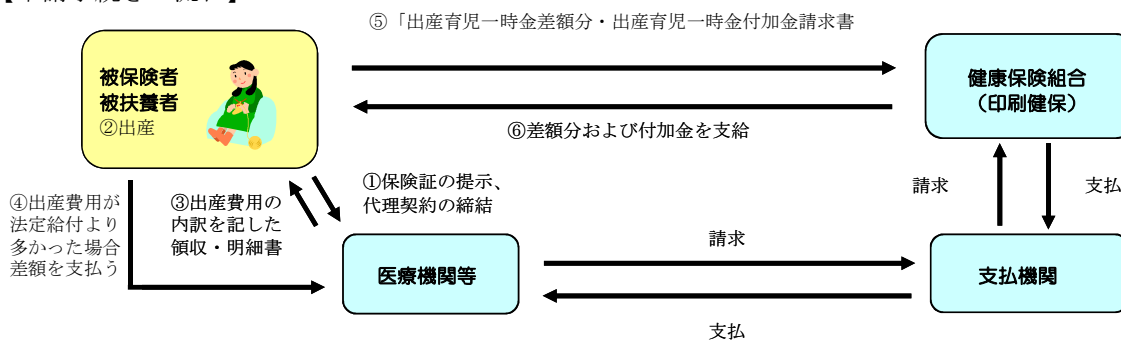 ⑤「出産育児一時金差額分・出産育児一時金付加金請求書
被保険者
被扶養者
②出産
健康保険組合
（印刷健保）
⑥差額分および付加金を支給
①保険証の提示、
代理契約の締結
④出産費用が
法定給付より
多かった場合
差額を支払う
③出産費用の
内訳を記した
領収・明細書
請求
支払
医療機関等
請求
支払
支払機関